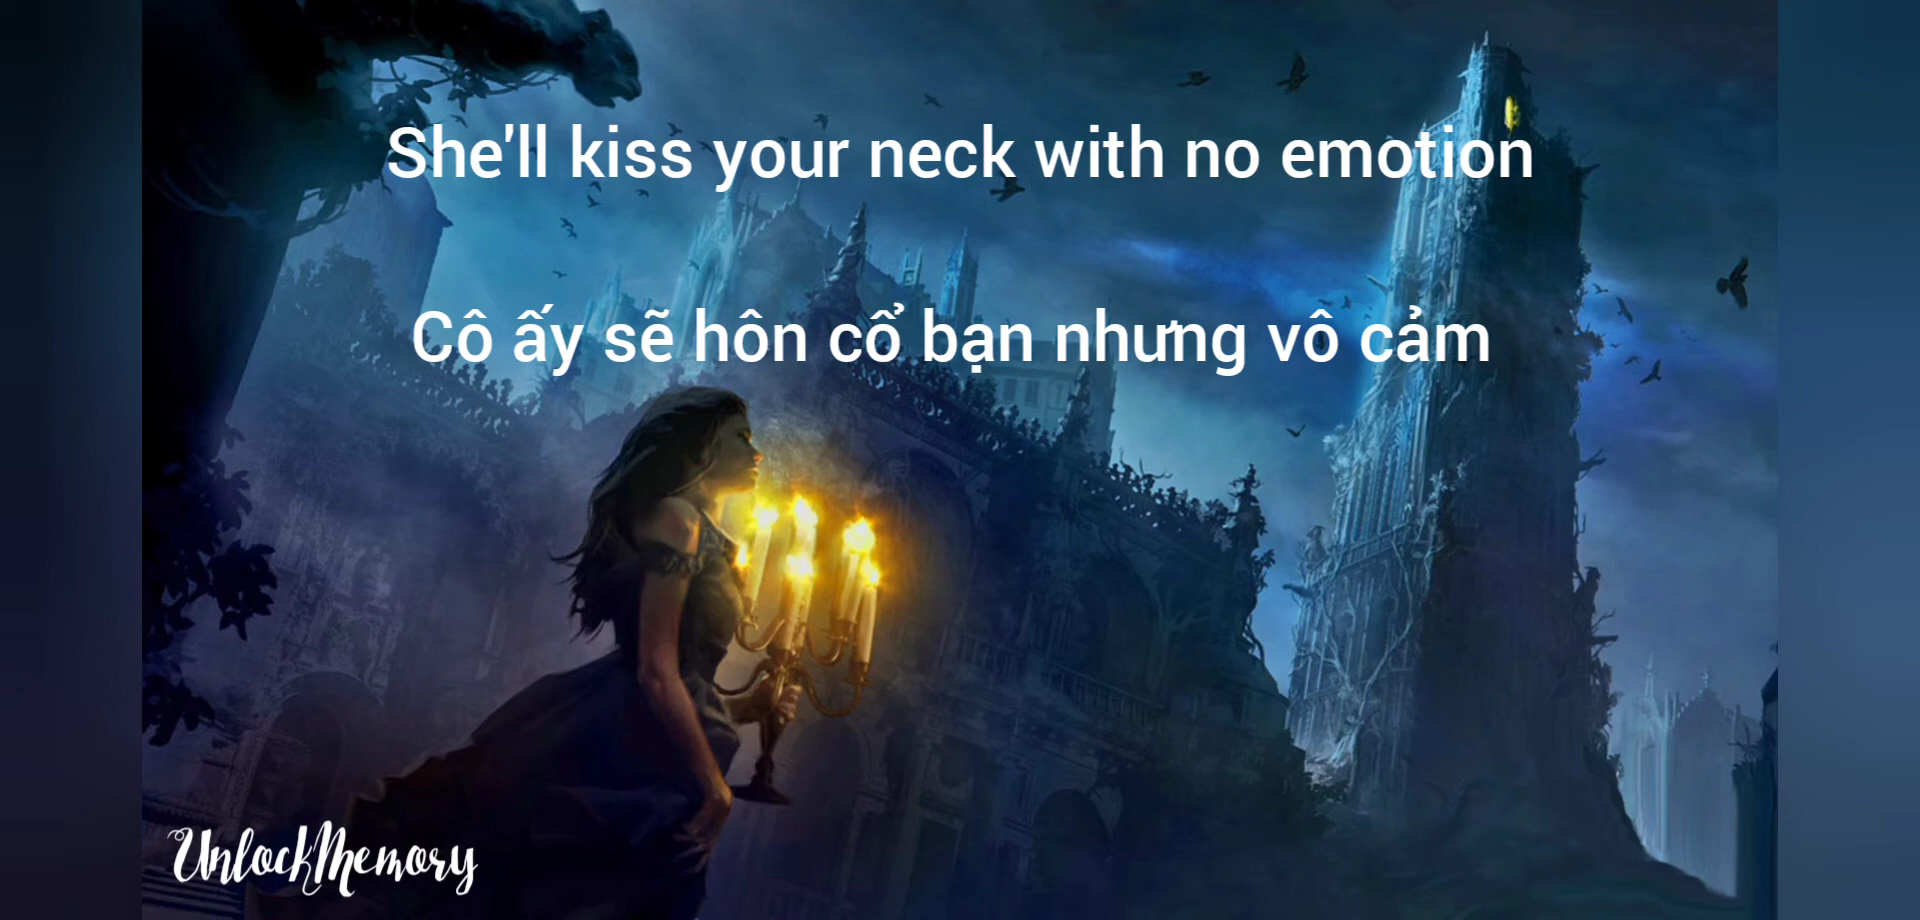 She'll kiss your neck with no emotion
Cô ấy sẽ hôn cổ bạn nhưng vô cảm
UnlockMemory